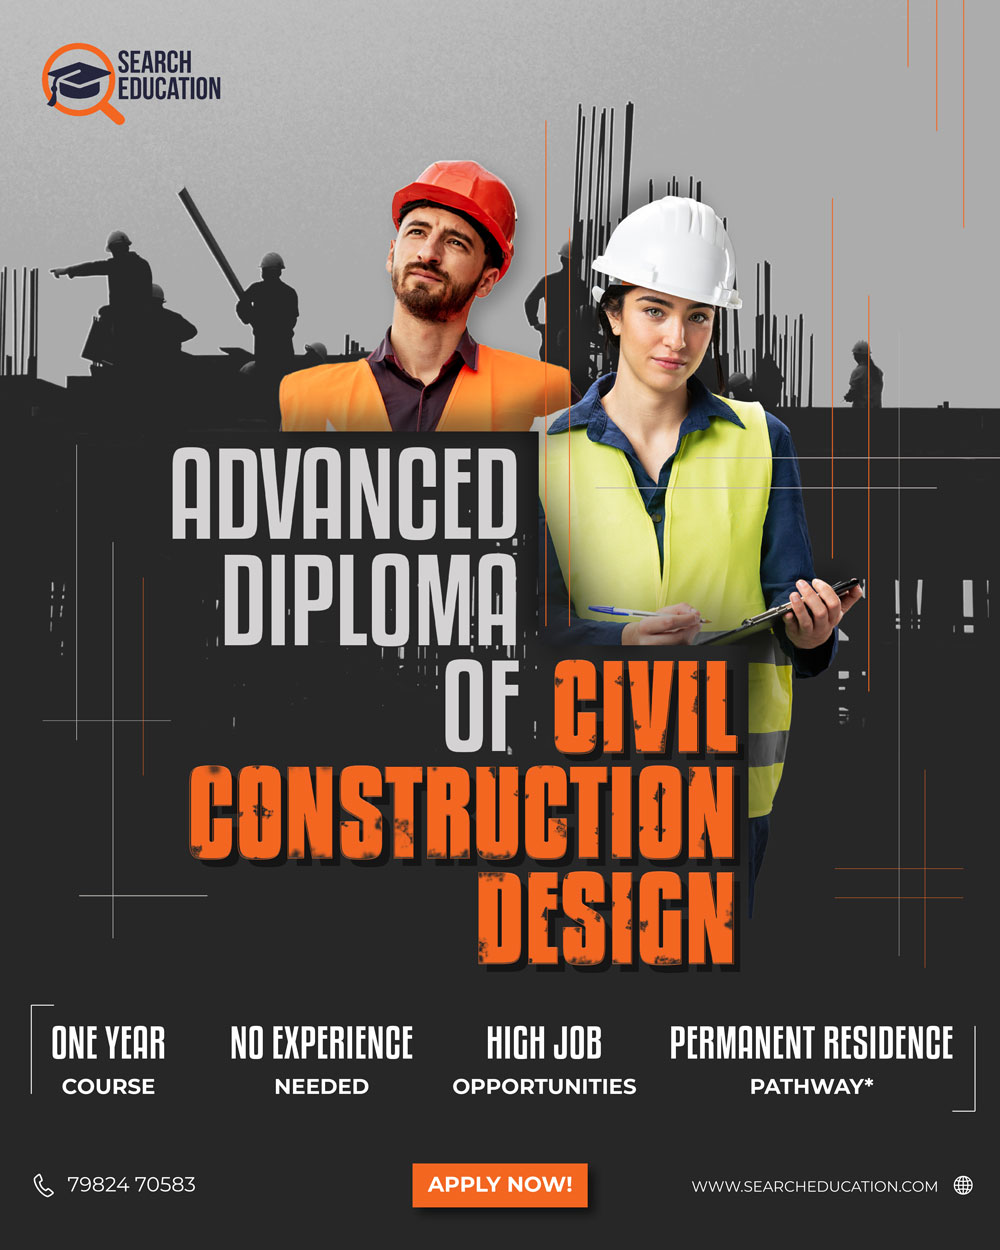 SEARCH
EDUCATION
ADVANCED
DIPLOMA
OF CIVIL
CONSTRUCTION
DESIGN
ONE YEAR
COURSE
NO EXPERIENCE
NEEDED
HIGH JOB
OPPORTUNITIES
PERMANENT RESIDENCE
PATHWAY*
79824 70583
APPLY NOW!
WWW.SEARCHEDUCATION.COM